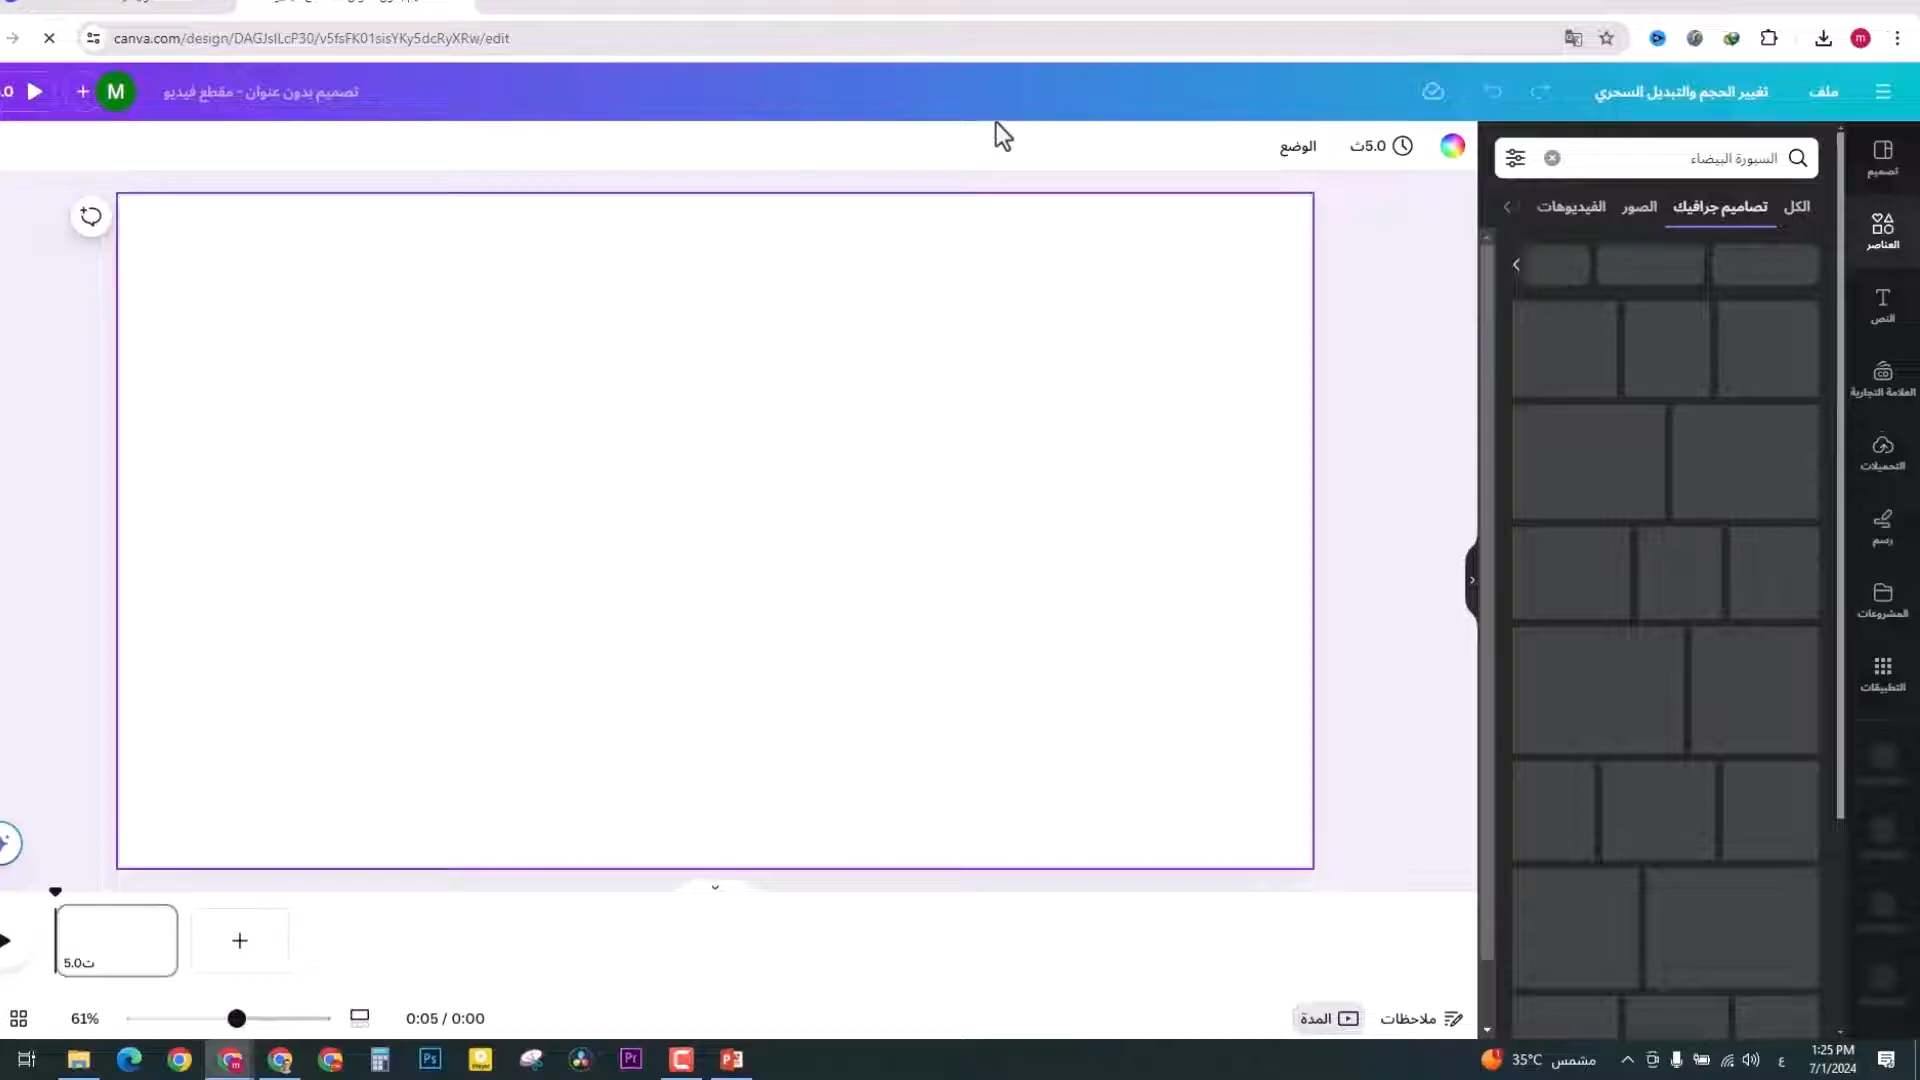 canva.com/design/DAGJsILcP30/v5fsFK01sisYKy5dcRyXRw/edit
m
ملف
تغيير الحجم والتبديل السحري
تصميم بدون عنوان - مقطع فيديو
M
.0
5.0ث
الوضع
السبورة البيضاء
الكل
تصاميم جرافيك
الصور
الفيديوهات
تصميم
العناصر
النص
العلامة التجارية
التحميلات
رسم
المشروعات
التطبيقات
5.0ث
61%
0:05 / 0:00
المدة
ملاحظات
35°C مشمس
ع
1:25 PM
7/1/2024